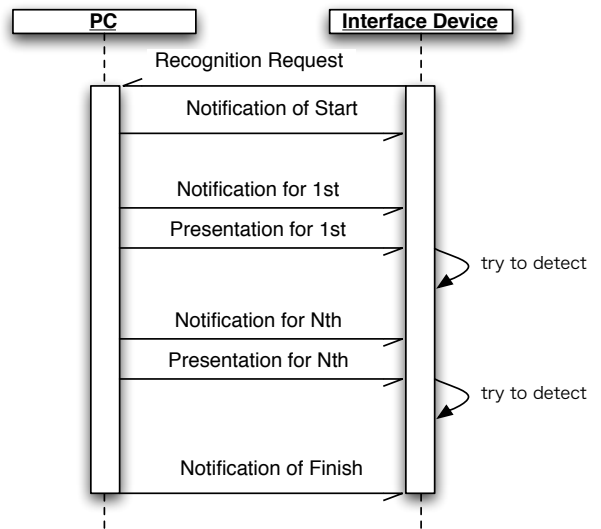 PC
Interface Device
Recognition Request
Notification of Start
Notification for 1st
Presentation for 1st
try to detect
Notification for Nth
Presentation for Nth
try to detect
Notification of Finish